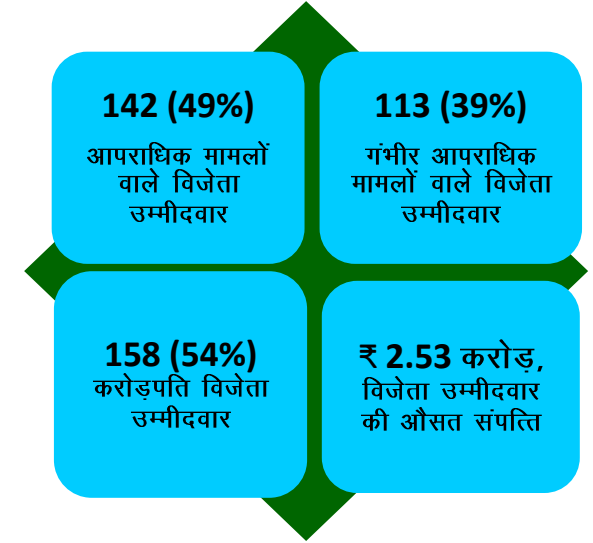 142 (49%)
आपराधिक मामलों
वाले विजेता
उम्मीदवार
113 (39%)
गंभीर आपराधिक
मामलों वाले विजेता
उम्मीदवार
158 (54%)
करोड़पति विजेता
उम्मीदवार
₹ 2.53 करोड़,
विजेता उम्मीदवार
की औसत संपत्ति